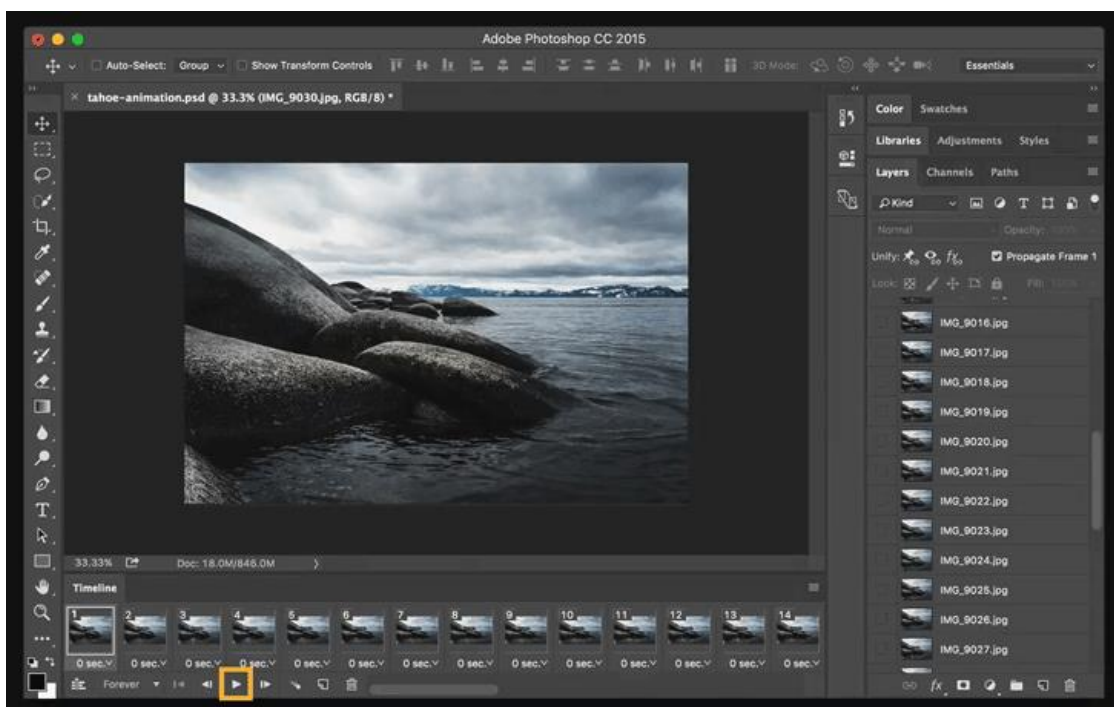 Adobe Photoshop CC 2015
Auto-Select: Group Show Transform Controls 3D Mode: Essentials
tahoe-animation.psd @ 33.3% (IMG_9030.jpg, RGB/8) *
Color Swatches
Libraries Adjustments Styles
Layers Channels Paths
Kind
Normal Opacity: 100%
Unify: Propagate Frame 1
Lock: Fill: 100%
IMG_9016.jpg
IMG_9017.jpg
IMG_9018.jpg
IMG_9019.jpg
IMG_9020.jpg
IMG_9021.jpg
IMG_9022.jpg
IMG_9023.jpg
IMG_9024.jpg
IMG_9025.jpg
IMG_9026.jpg
IMG_9027.jpg
33.33% Doc: 18.0M/846.0M
Timeline
1 2 3 4 5 6 7 8 9 10 11 12 13 14
0 sec. 0 sec. 0 sec. 0 sec. 0 sec. 0 sec. 0 sec. 0 sec. 0 sec. 0 sec. 0 sec. 0 sec. 0 sec. 0 sec.
Forever
fx